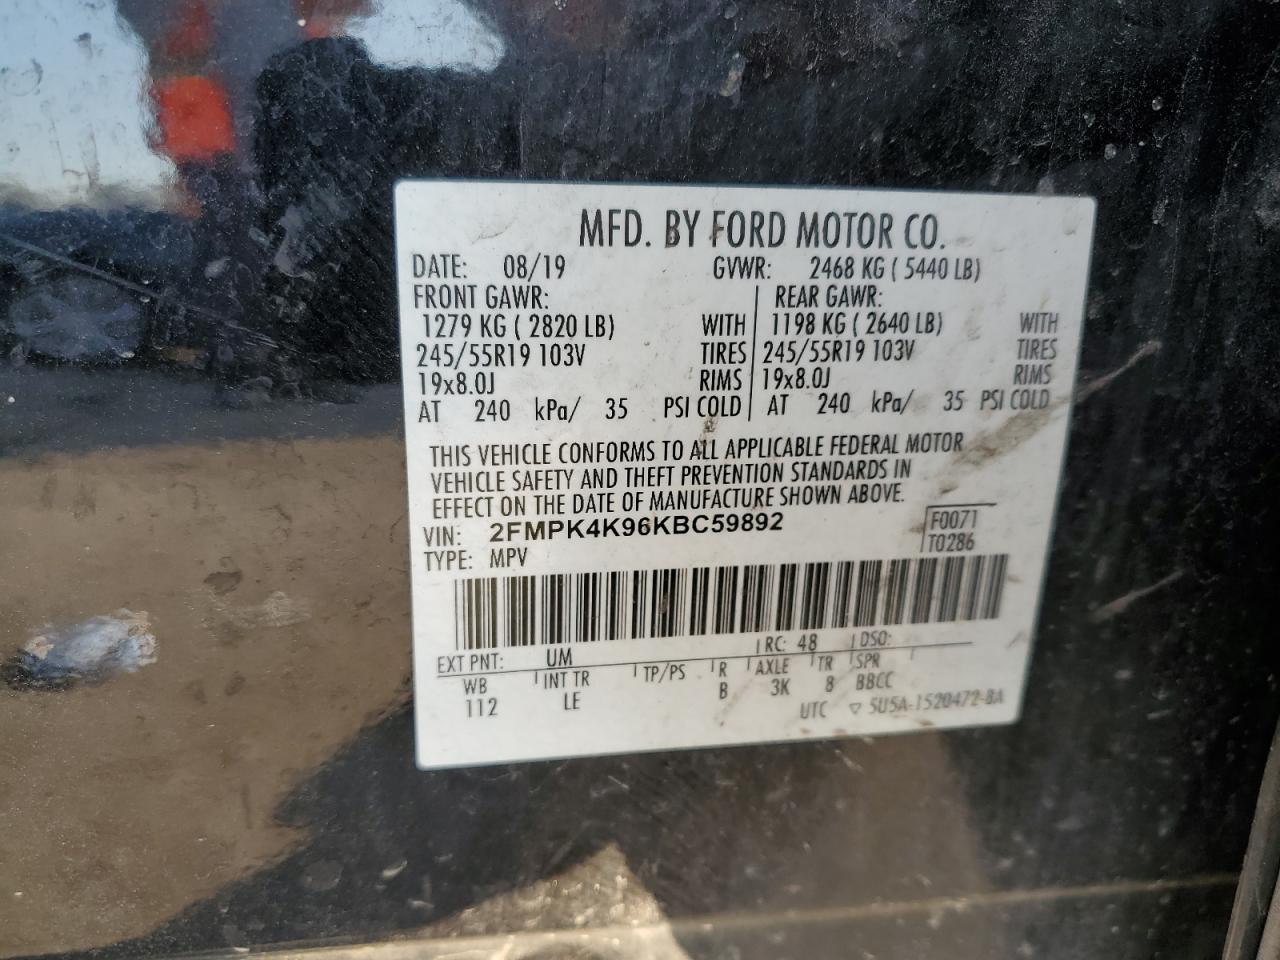 MFD. BY FORD MOTOR CO.
DATE: 08/19 GVWR: 2468 KG ( 5440 LB)
FRONT GAWR: REAR GAWR:
1279 KG ( 2820 LB) WITH 1198 KG ( 2640 LB) WITH
245/55R19 103V TIRES 245/55R19 103V TIRES
19x8.0J RIMS 19x8.0J RIMS
AT 240 kPa/ 35 PSI COLD AT 240 kPa/ 35 PSI COLD
THIS VEHICLE CONFORMS TO ALL APPLICABLE FEDERAL MOTOR
VEHICLE SAFETY AND THEFT PREVENTION STANDARDS IN
EFFECT ON THE DATE OF MANUFACTURE SHOWN ABOVE.
VIN: 2FMPK4K96KBC59892 F0071
TYPE: MPV T0286
EXT PNT: UM RC: 48 DSO:
WB INT TR TP/PS R AXLE TR SPR
112 LE B 3K 8 BBCC
UTC ▽ 5U5A-1520472-BA